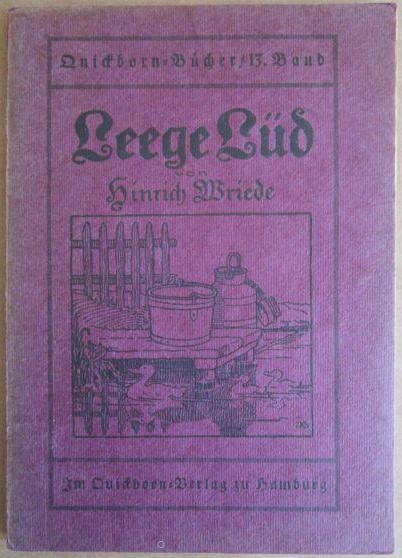 Quickborn-Bücher/13. Band
Leege Lüd
von
Hinrich Wriede
Im Quickborn-Verlag zu Hamburg